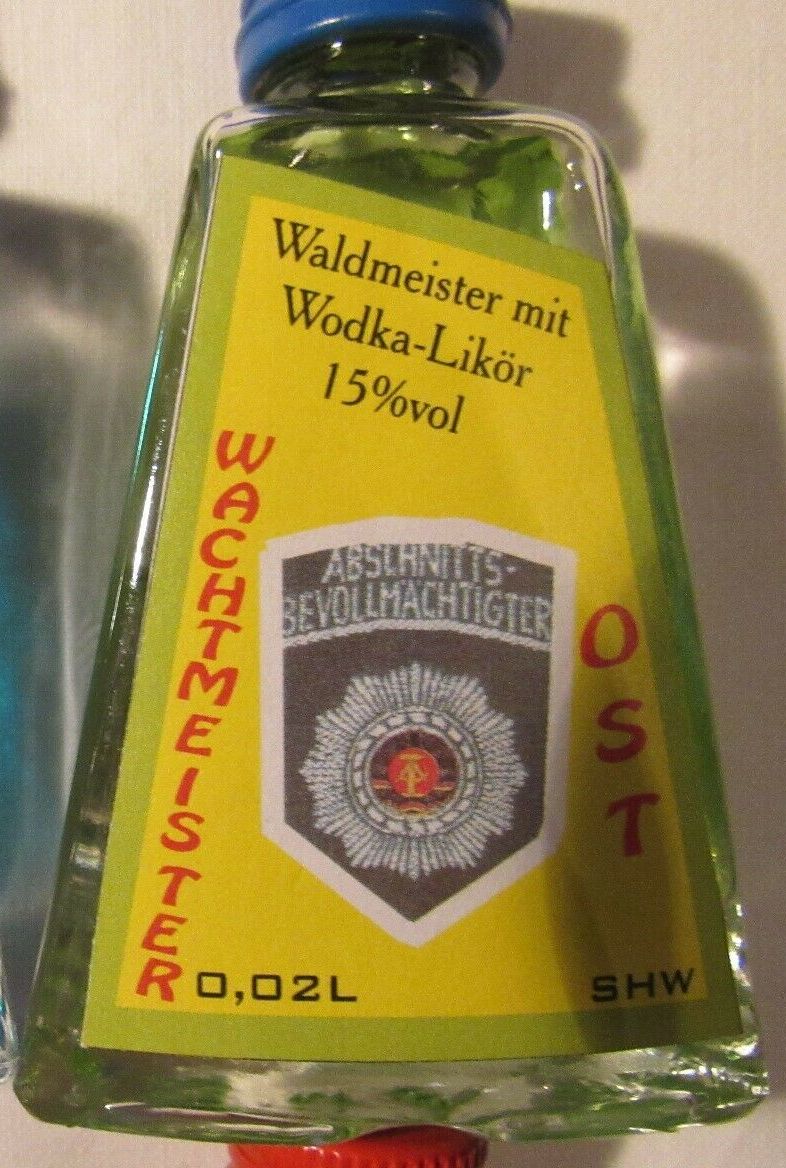 Waldmeister mit
Wodka-Likör
15%vol
WACHTMEISTER
ABSCHNITTS-
BEVOLLMÄCHTIGTER
OST
0,02L
SHW